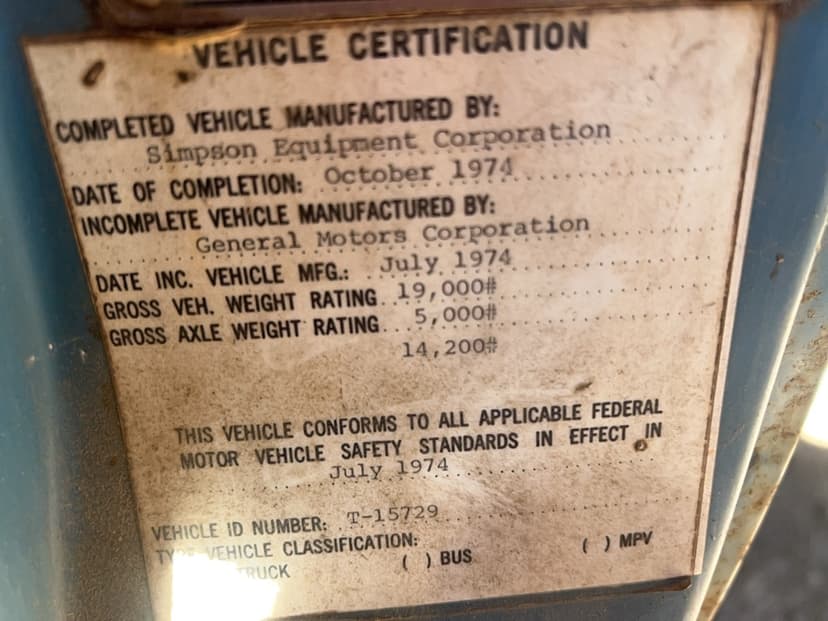 VEHICLE CERTIFICATION
COMPLETED VEHICLE MANUFACTURED BY:
Simpson Equipment Corporation
DATE OF COMPLETION: October 1974
INCOMPLETE VEHICLE MANUFACTURED BY:
General Motors Corporation
DATE INC. VEHICLE MFG.: July 1974
GROSS VEH. WEIGHT RATING 19,000#
GROSS AXLE WEIGHT RATING 5,000#
14,200#
THIS VEHICLE CONFORMS TO ALL APPLICABLE FEDERAL
MOTOR VEHICLE SAFETY STANDARDS IN EFFECT IN
July 1974
VEHICLE ID NUMBER: T-15729
TYPE VEHICLE CLASSIFICATION:
TRUCK ( ) BUS ( ) MPV